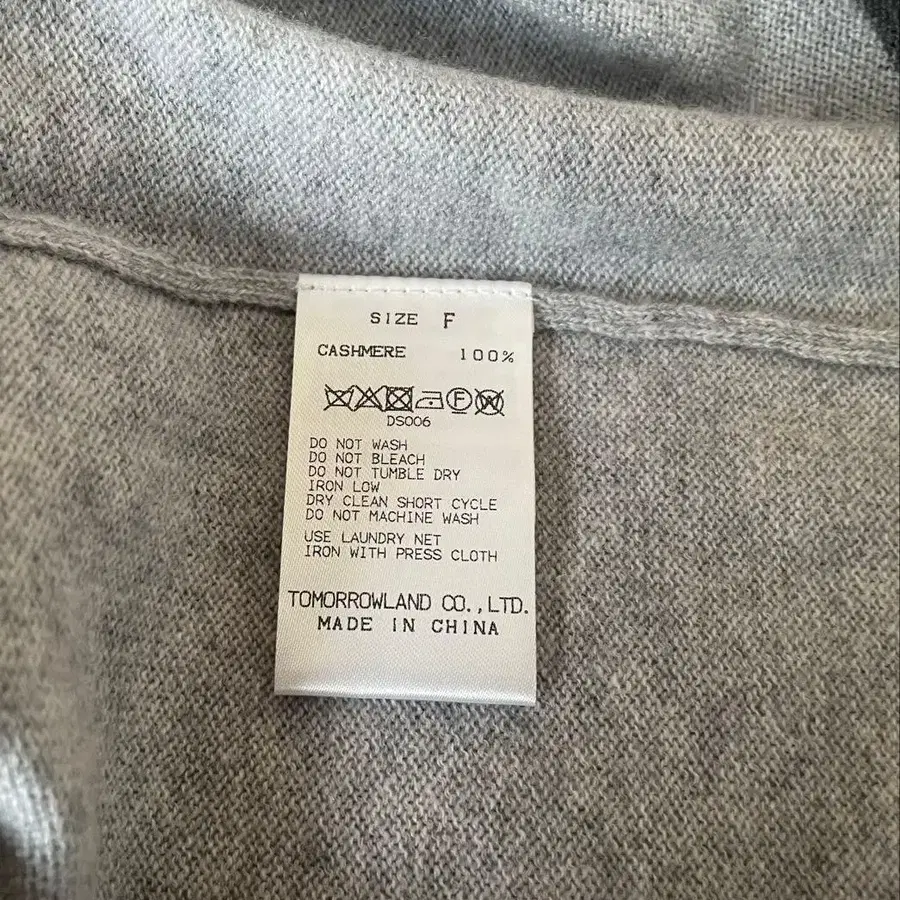 SIZE F
CASHMERE 100%
DS006
DO NOT WASH
DO NOT BLEACH
DO NOT TUMBLE DRY
IRON LOW
DRY CLEAN SHORT CYCLE
DO NOT MACHINE WASH
USE LAUNDRY NET
IRON WITH PRESS CLOTH
TOMORROWLAND CO.,LTD.
MADE IN CHINA